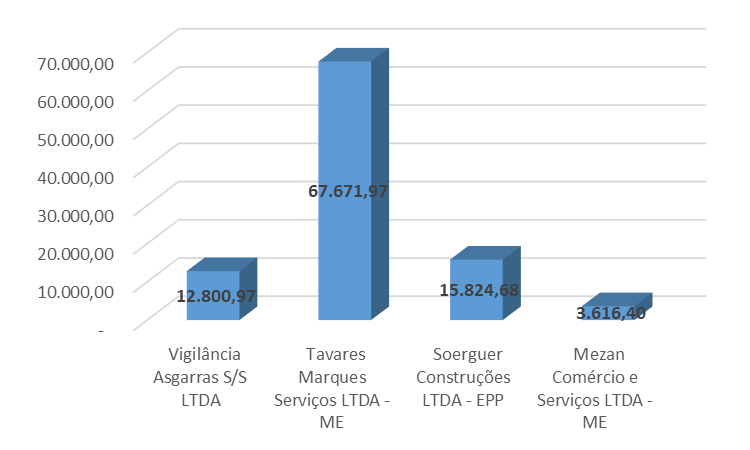 70.000,00
60.000,00
50.000,00
40.000,00
30.000,00
20.000,00
10.000,00
-
67.671,97
12.800,97
15.824,68
3.616,40
Vigilância
Asgarras S/S
LTDA
Tavares
Marques
Serviços LTDA -
ME
Soerguer
Construções
LTDA - EPP
Mezan
Comércio e
Serviços LTDA -
ME